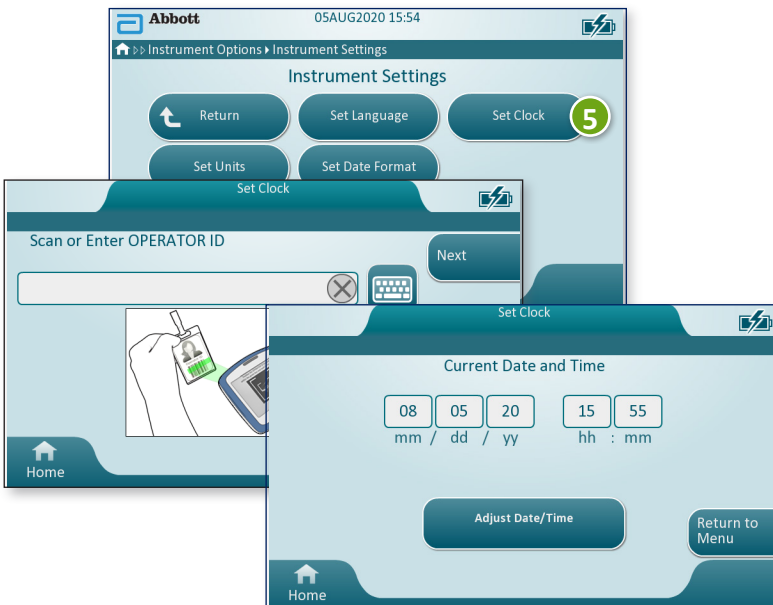 Abbott
05AUG2020 15:54
Instrument Options Instrument Settings
Instrument Settings
Return
Set Language
Set Clock
5
Set Units
Set Date Format
Set Clock
Scan or Enter OPERATOR ID
Next
Home
Set Clock
Current Date and Time
08 05 20 15 55
mm / dd / yy hh : mm
Adjust Date/Time
Return to
Menu
Home